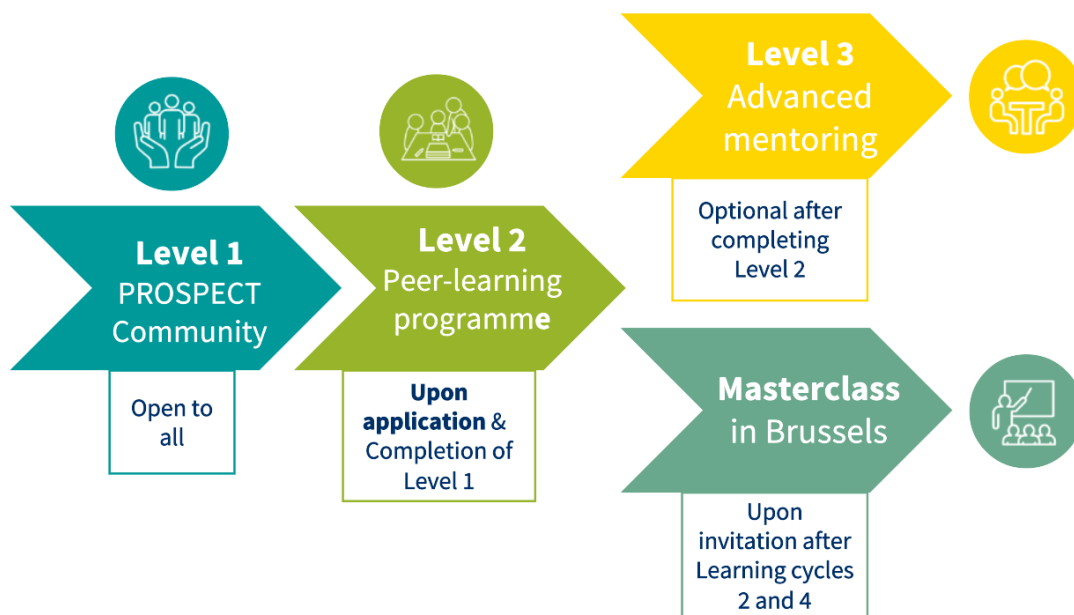 Level 1
PROSPECT
Community
Open to
all
Level 2
Peer-learning
programme
Upon
application &
Completion of
Level 1
Level 3
Advanced
mentoring
Optional after
completing
Level 2
Masterclass
in Brussels
Upon
invitation after
Learning cycles
2 and 4